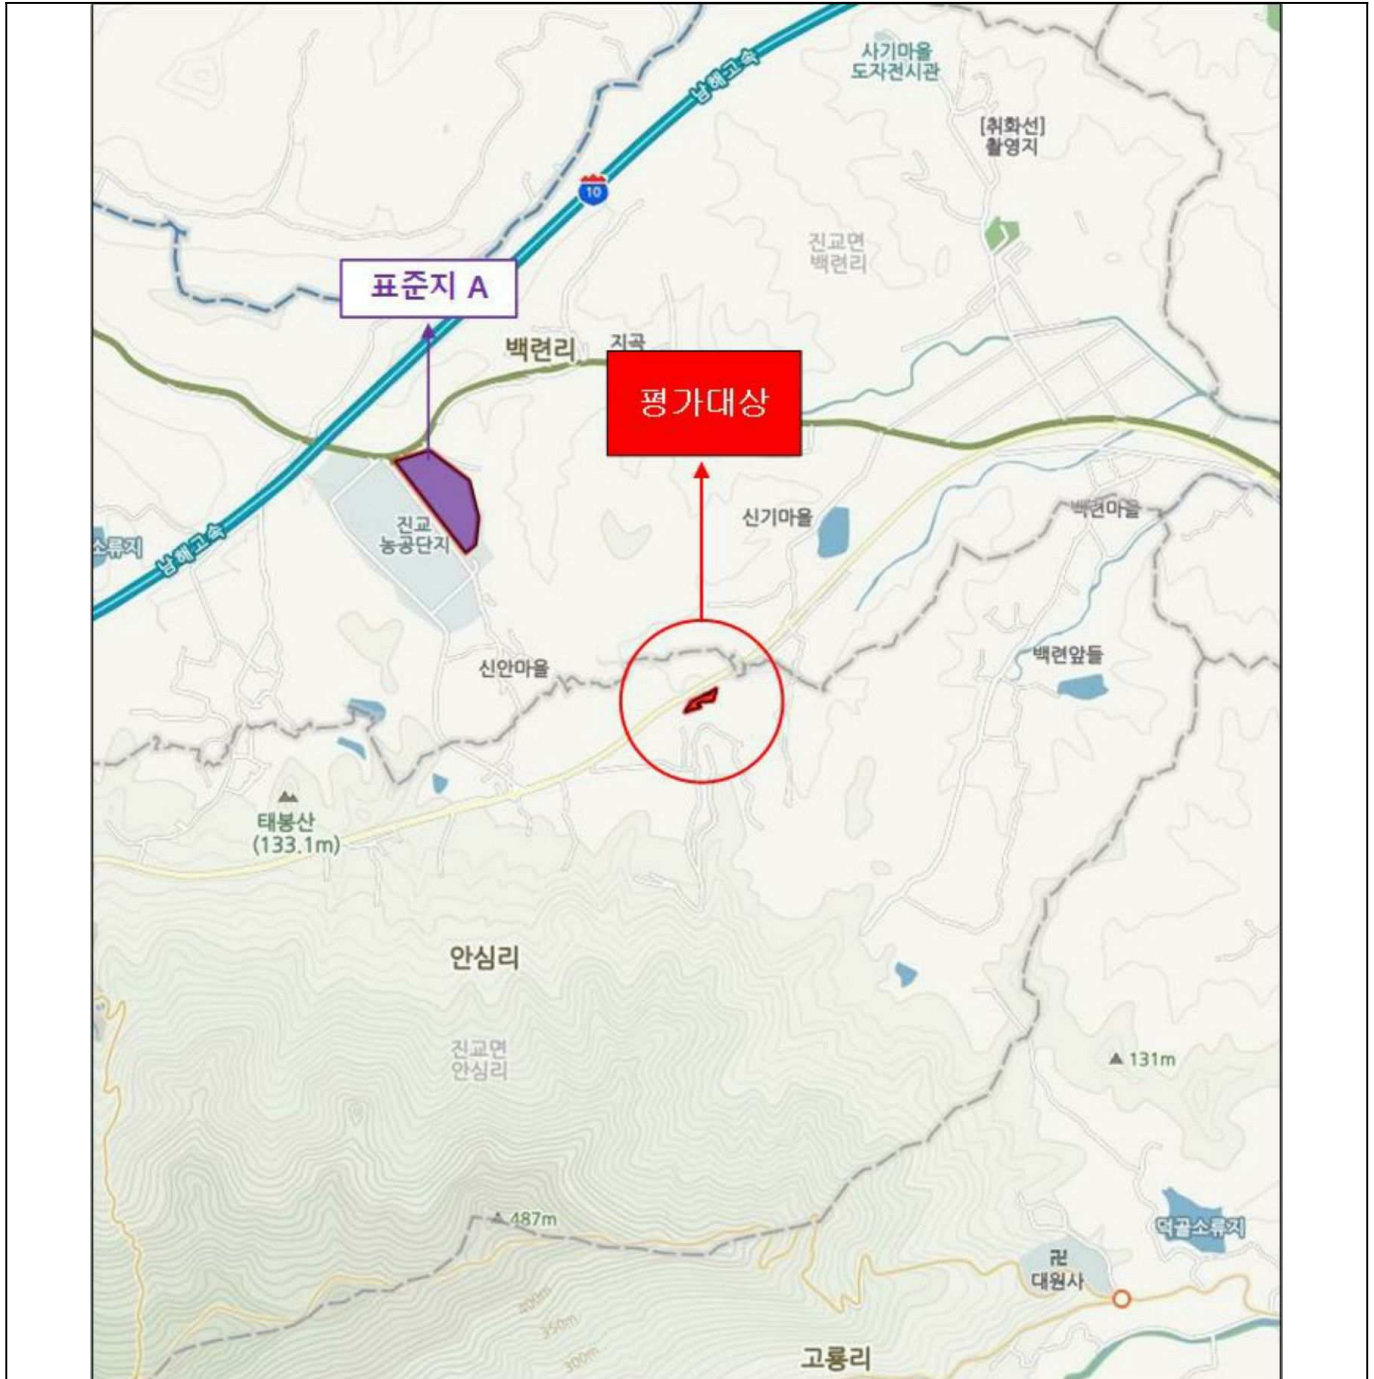 사기마을
도자전시관
남해고속
[취화선]
촬영지
10
진교면
백련리
표준지 A
백련리
지곡
평가대상
신기마을
백련마을
진교
농공단지
소류지
남해고속
신안마을
백련앞들
태봉산
(133.1m)
안심리
진교면
안심리
131m
487m
덕골소류지
대원사
400m
350m
300m
고룡리